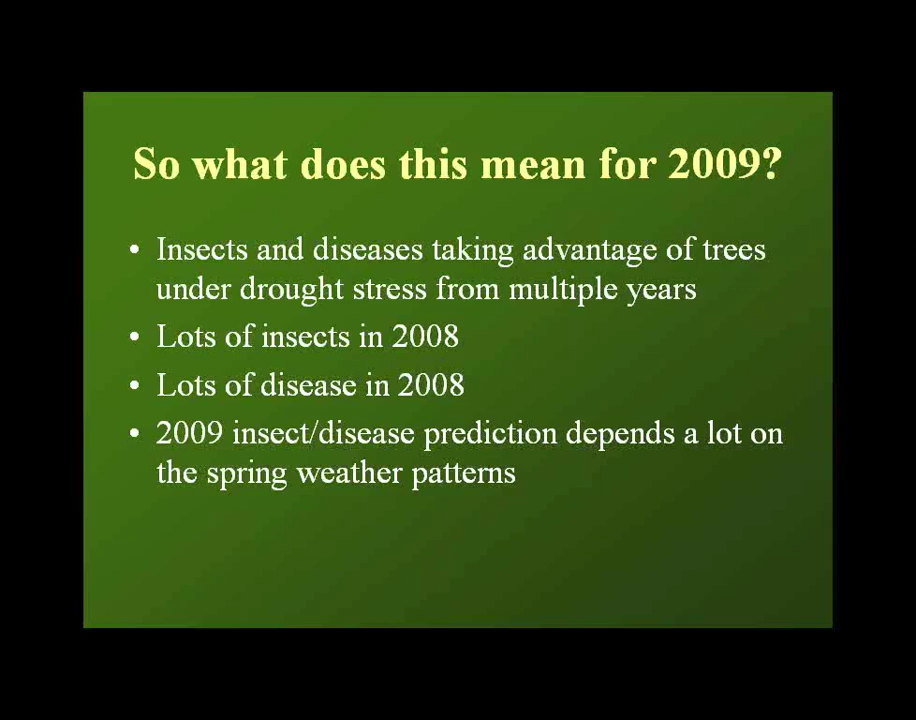 So what does this mean for 2009?
• Insects and diseases taking advantage of trees
under drought stress from multiple years
• Lots of insects in 2008
• Lots of disease in 2008
• 2009 insect/disease prediction depends a lot on
the spring weather patterns